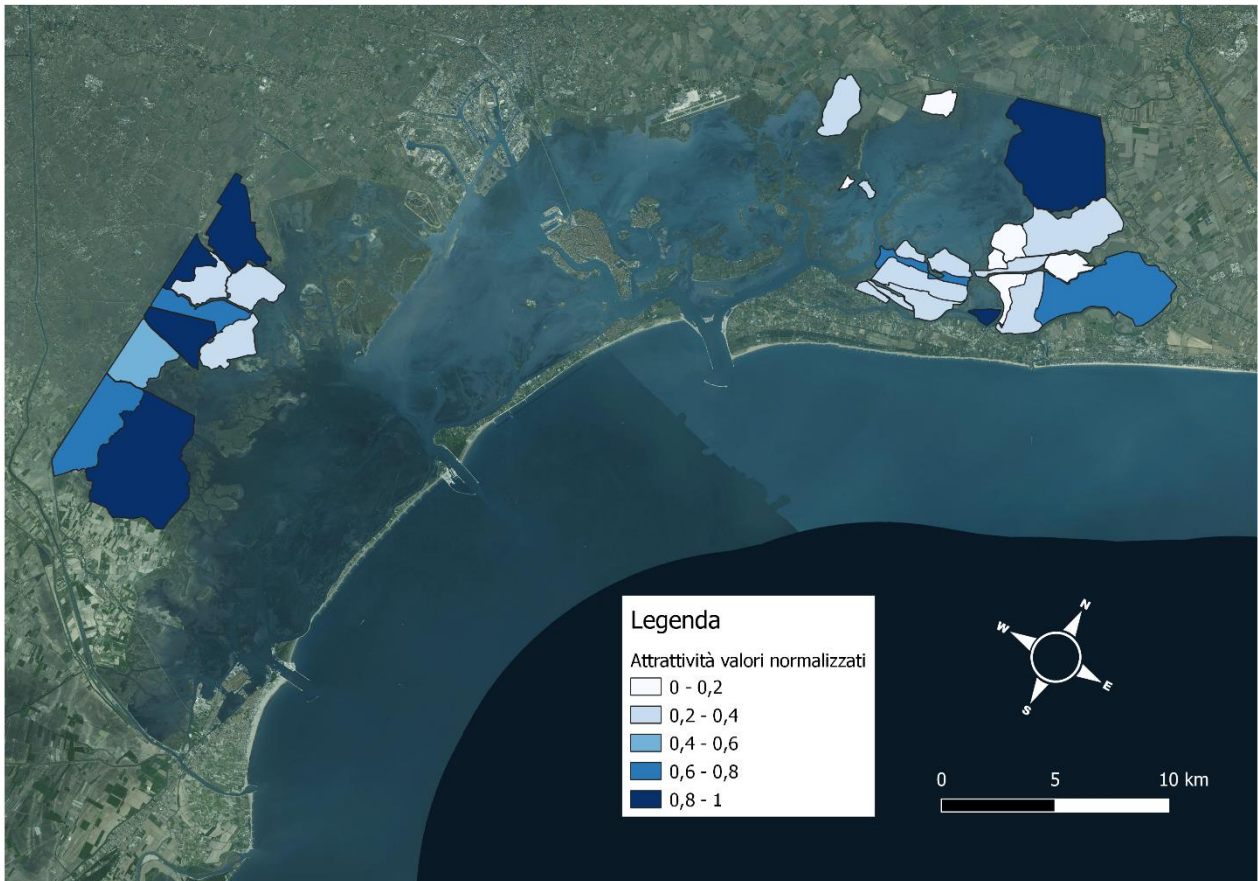 Legenda
Attrattività valori normalizzati
0 - 0,2
0,2 - 0,4
0,4 - 0,6
0,6 - 0,8
0,8 - 1
N
W
E
S
0 5 10 km